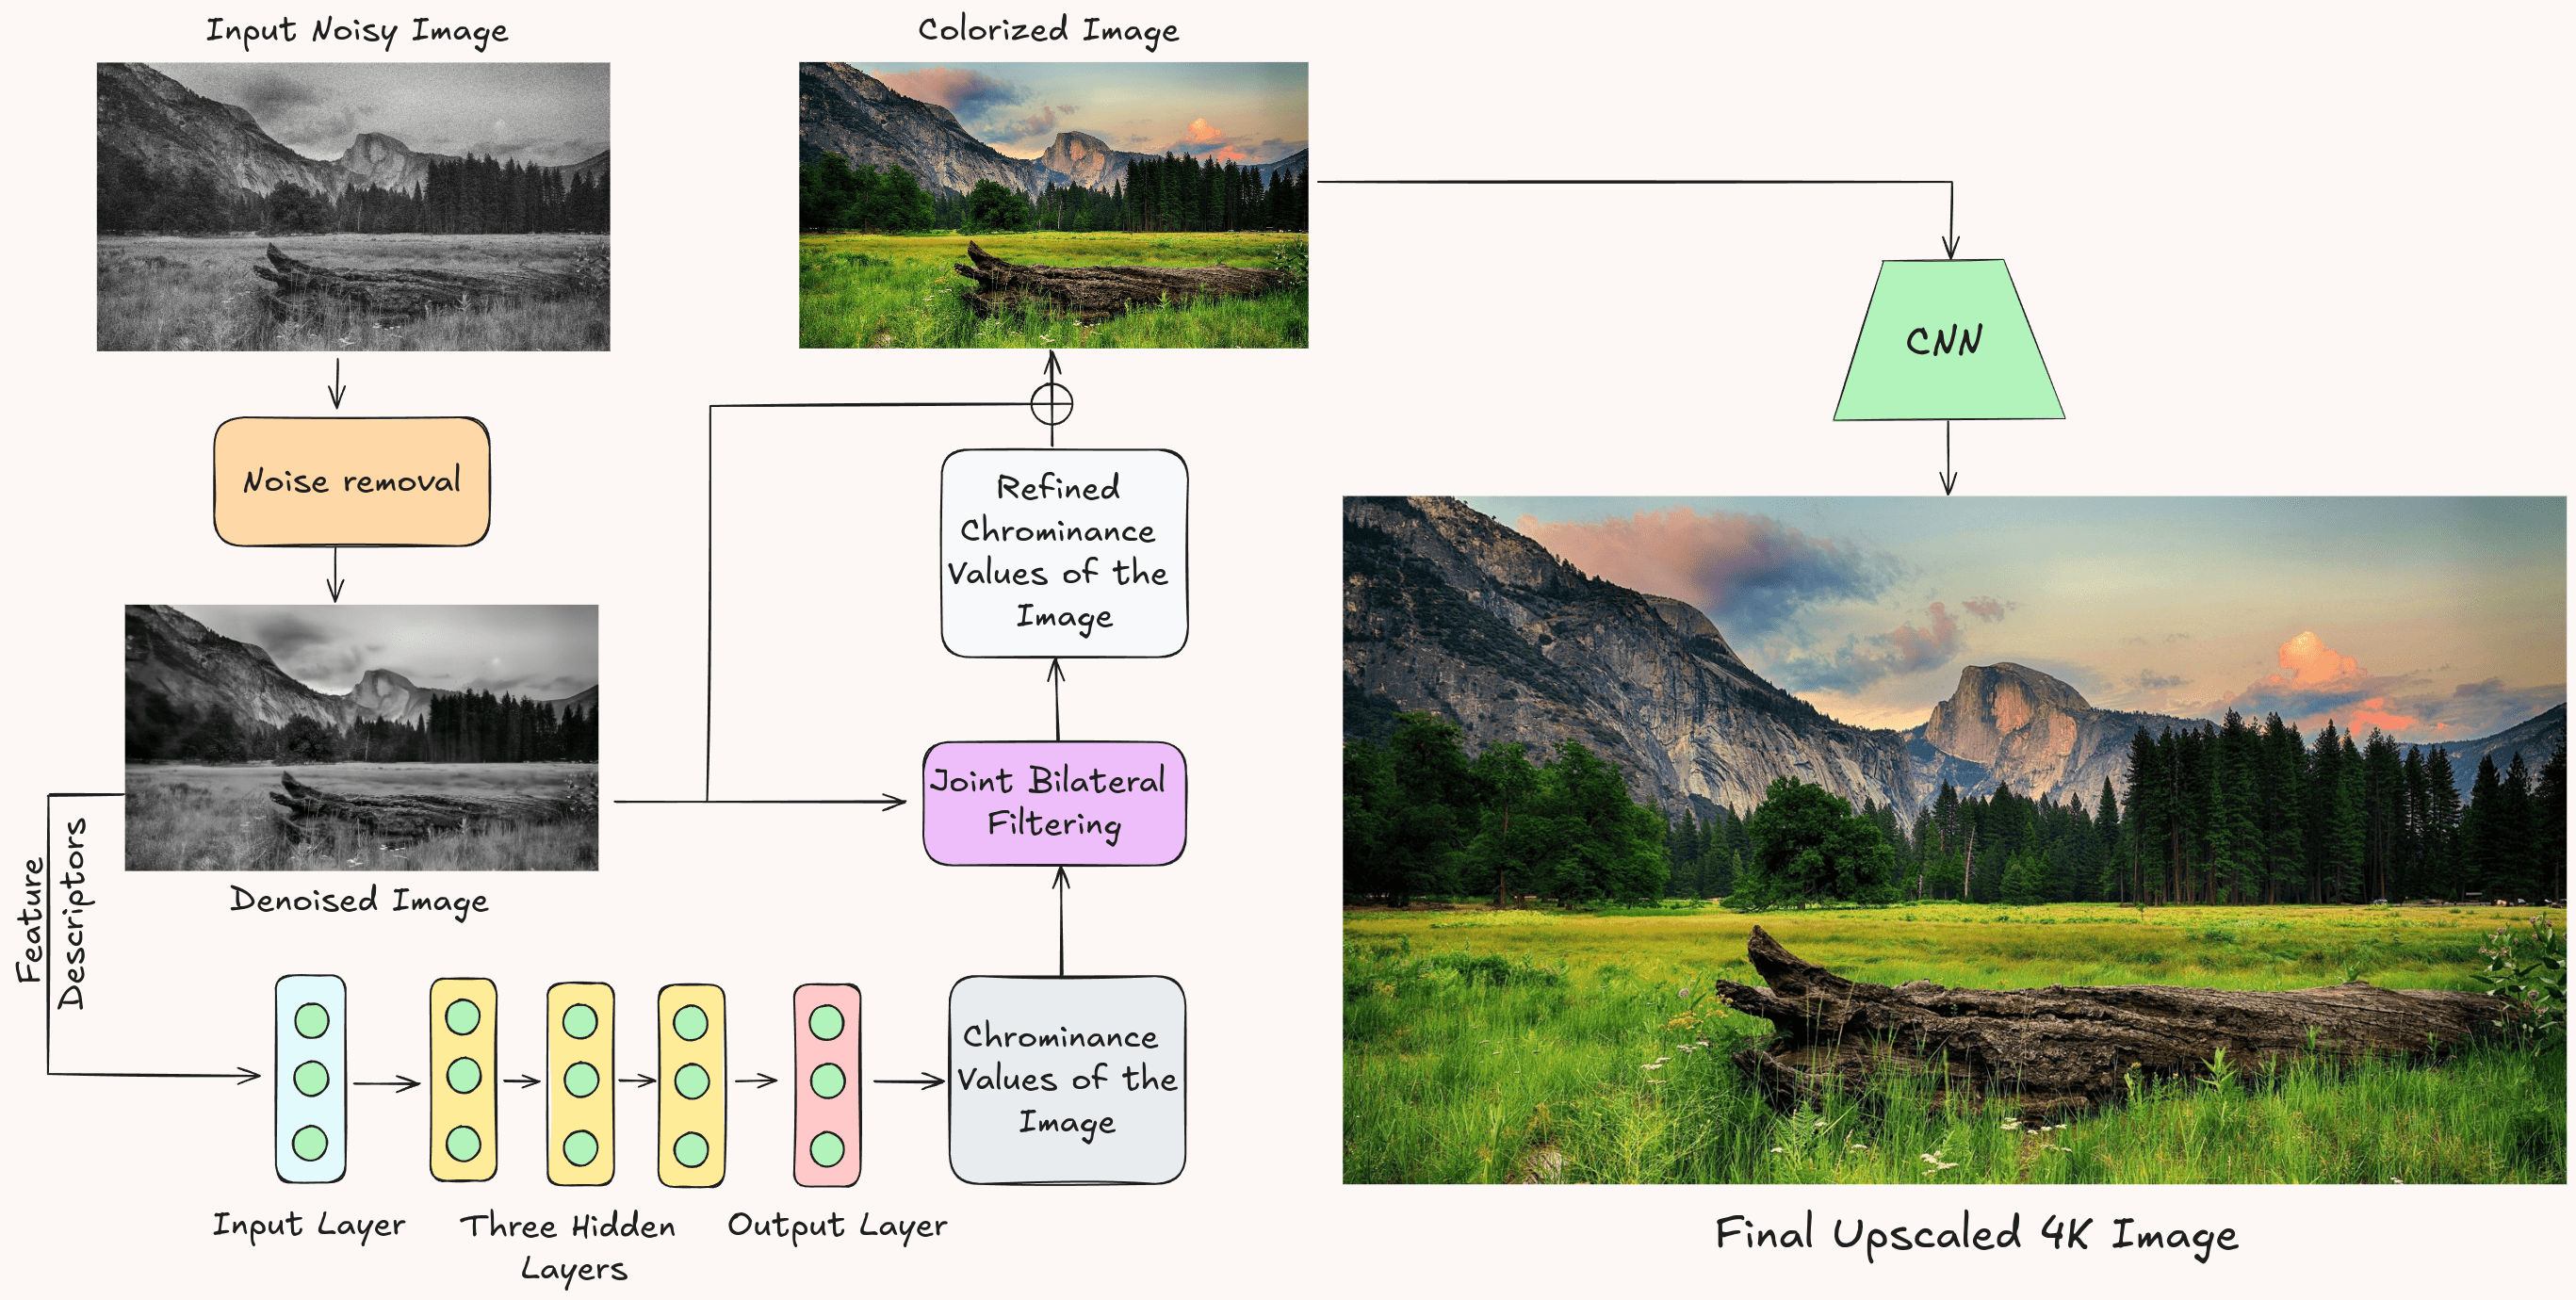 Input Noisy Image
Colorized Image
Noise removal
CNN
Refined
Chrominance
Values of the
Image
Joint Bilateral
Filtering
Denoised Image
Feature
Descriptors
Chrominance
Values of the
Image
Input Layer
Three Hidden
Layers
Output Layer
Final Upscaled 4K Image